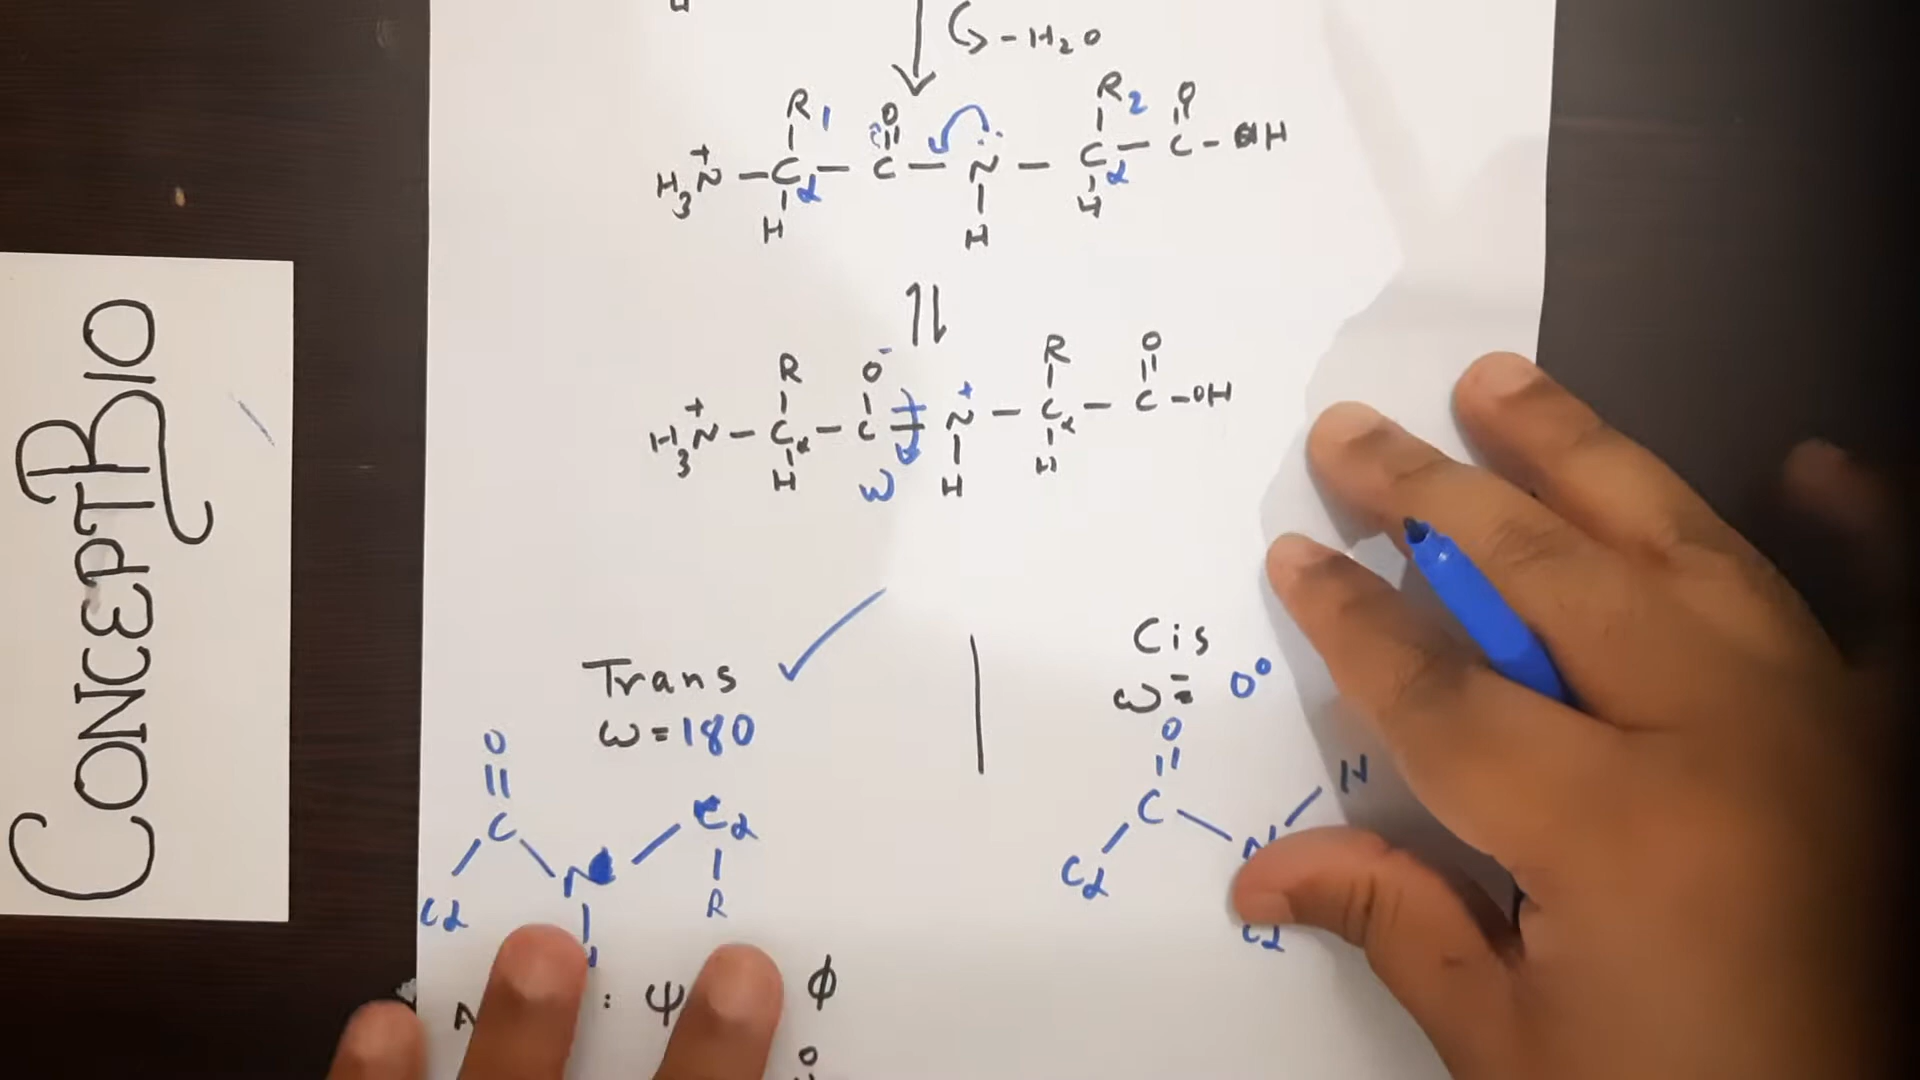 CONCEPTBIO
- H2O
R1 O R2 O
H3N+ - Cα - C - N - Cα - C - OH
H H H
R O- R O
H3N+ - Cα - C = N+ - Cα - C - OH
H ω H H
Trans
ω = 180
Cis
ω = 0°
O
C
Cα N Cα
R
O
C H
Cα N
Cα
: ψ ϕ
O